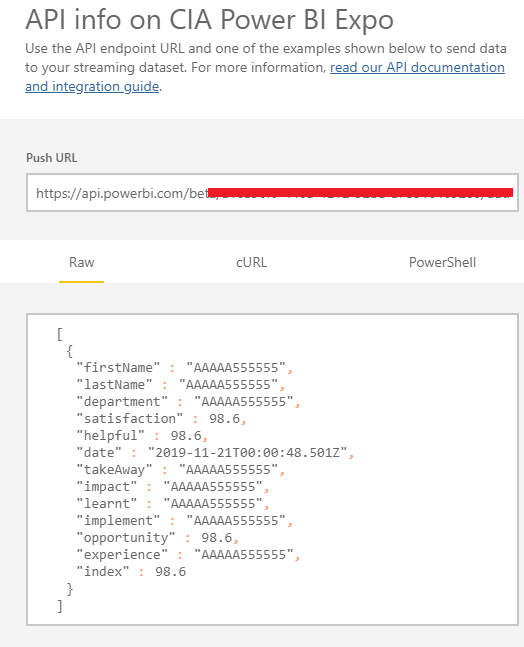 API info on CIA Power BI Expo
Use the API endpoint URL and one of the examples shown below to send data
to your streaming dataset. For more information, read our API documentation
and integration guide.
Push URL
https://api.powerbi.com/bet
Raw cURL PowerShell
[
{
"firstName" : "AAAAA555555",
"lastName" : "AAAAA555555",
"department" : "AAAAA555555",
"satisfaction" : 98.6,
"helpful" : 98.6,
"date" : "2019-11-21T00:00:48.501Z",
"takeAway" : "AAAAA555555",
"impact" : "AAAAA555555",
"learnt" : "AAAAA555555",
"implement" : "AAAAA555555",
"opportunity" : 98.6,
"experience" : "AAAAA555555",
"index" : 98.6
}
]